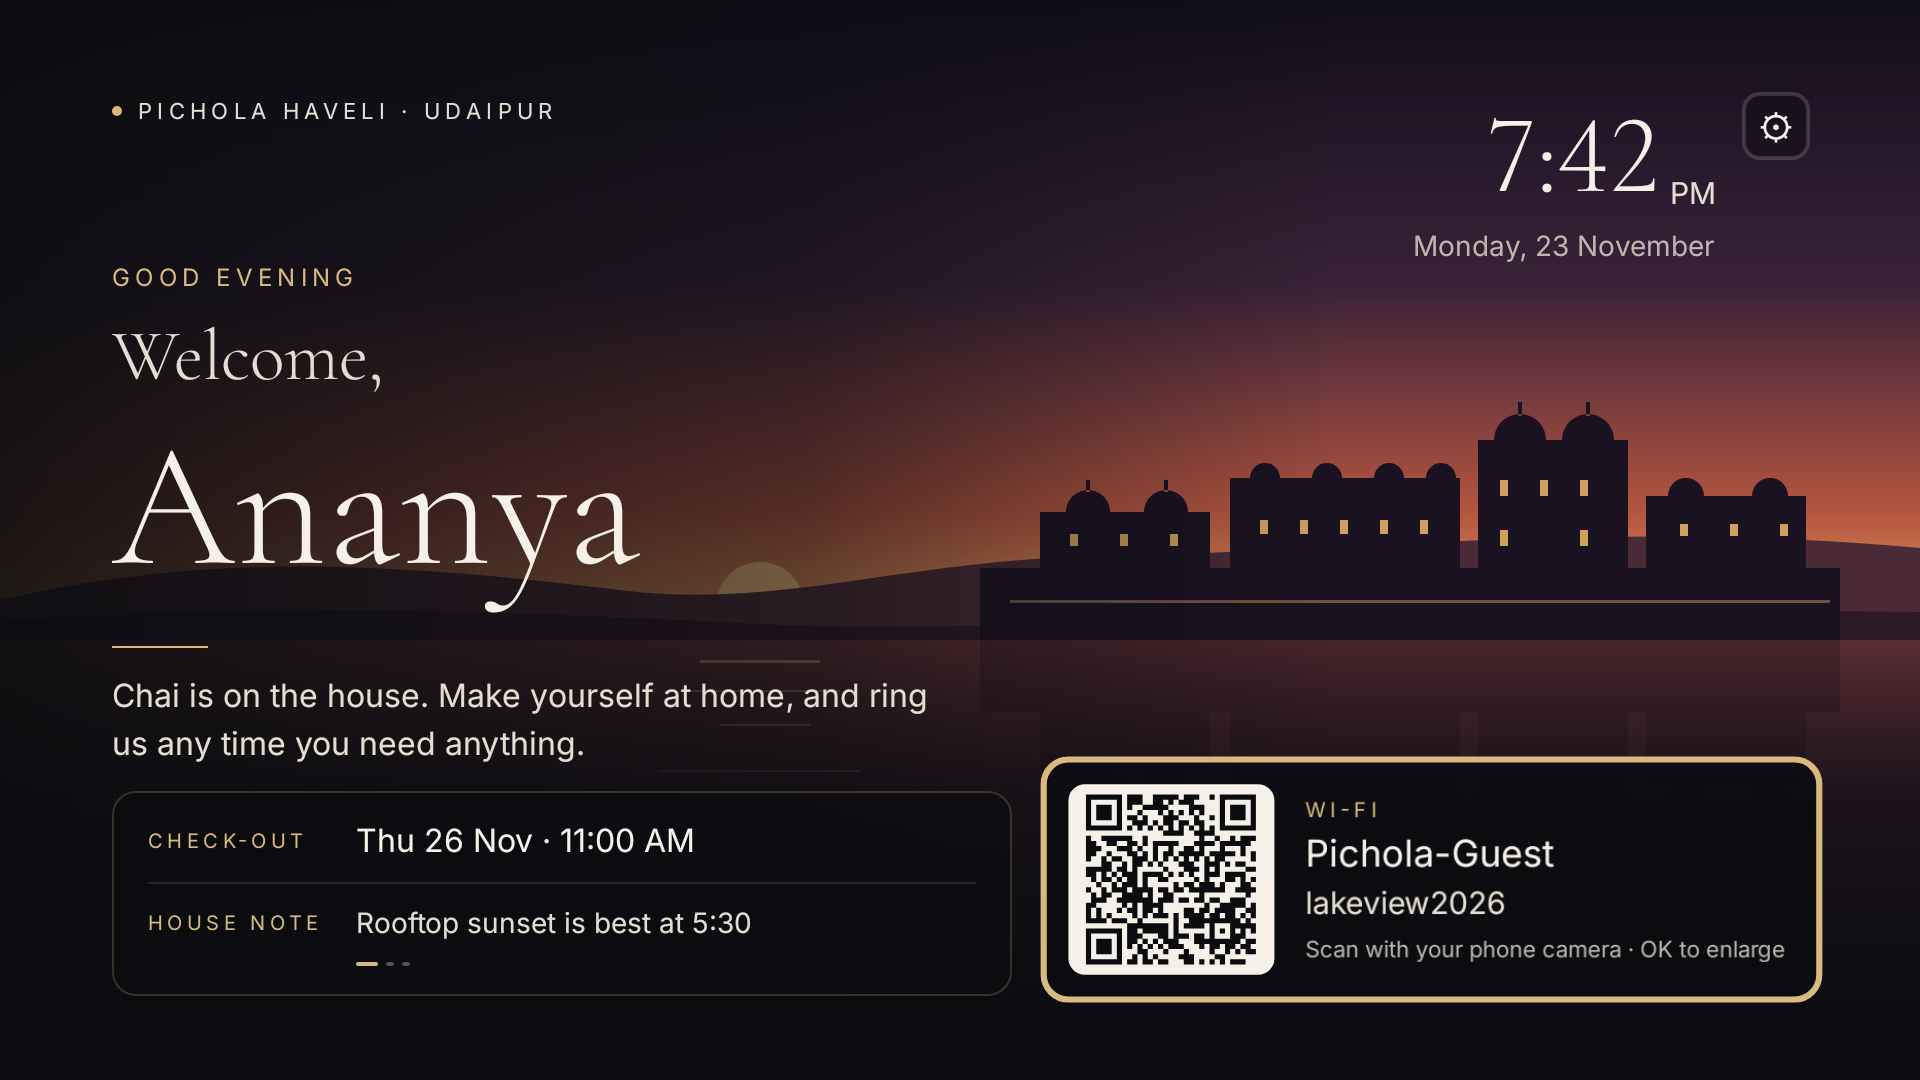 PICHOLA HAVELI · UDAIPUR
7:42 PM
Monday, 23 November
GOOD EVENING
Welcome,
Ananya
Chai is on the house. Make yourself at home, and ring
us any time you need anything.
CHECK-OUT Thu 26 Nov · 11:00 AM
HOUSE NOTE Rooftop sunset is best at 5:30
WI-FI
Pichola-Guest
lakeview2026
Scan with your phone camera · OK to enlarge